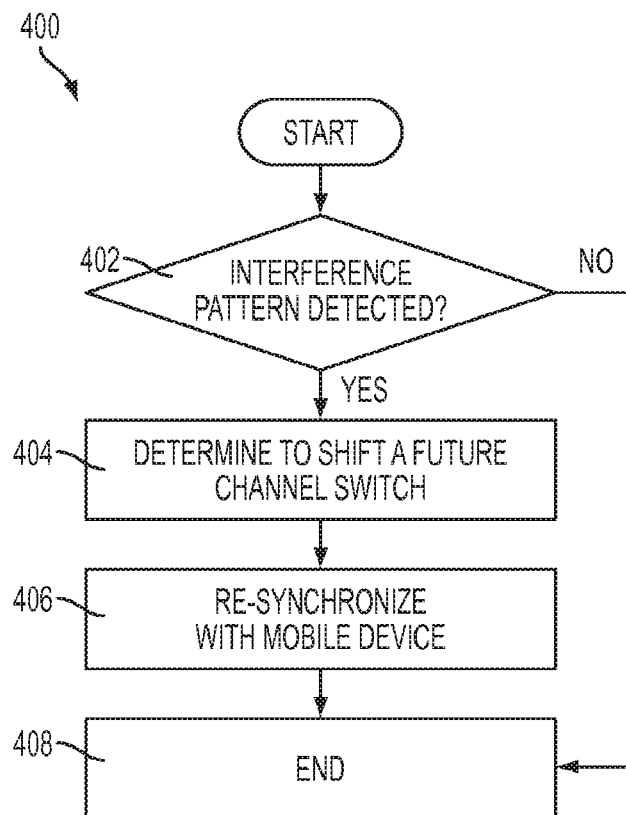 400
START
402
INTERFERENCE
PATTERN DETECTED?
NO
YES
404
DETERMINE TO SHIFT A FUTURE
CHANNEL SWITCH
406
RE-SYNCHRONIZE
WITH MOBILE DEVICE
408
END